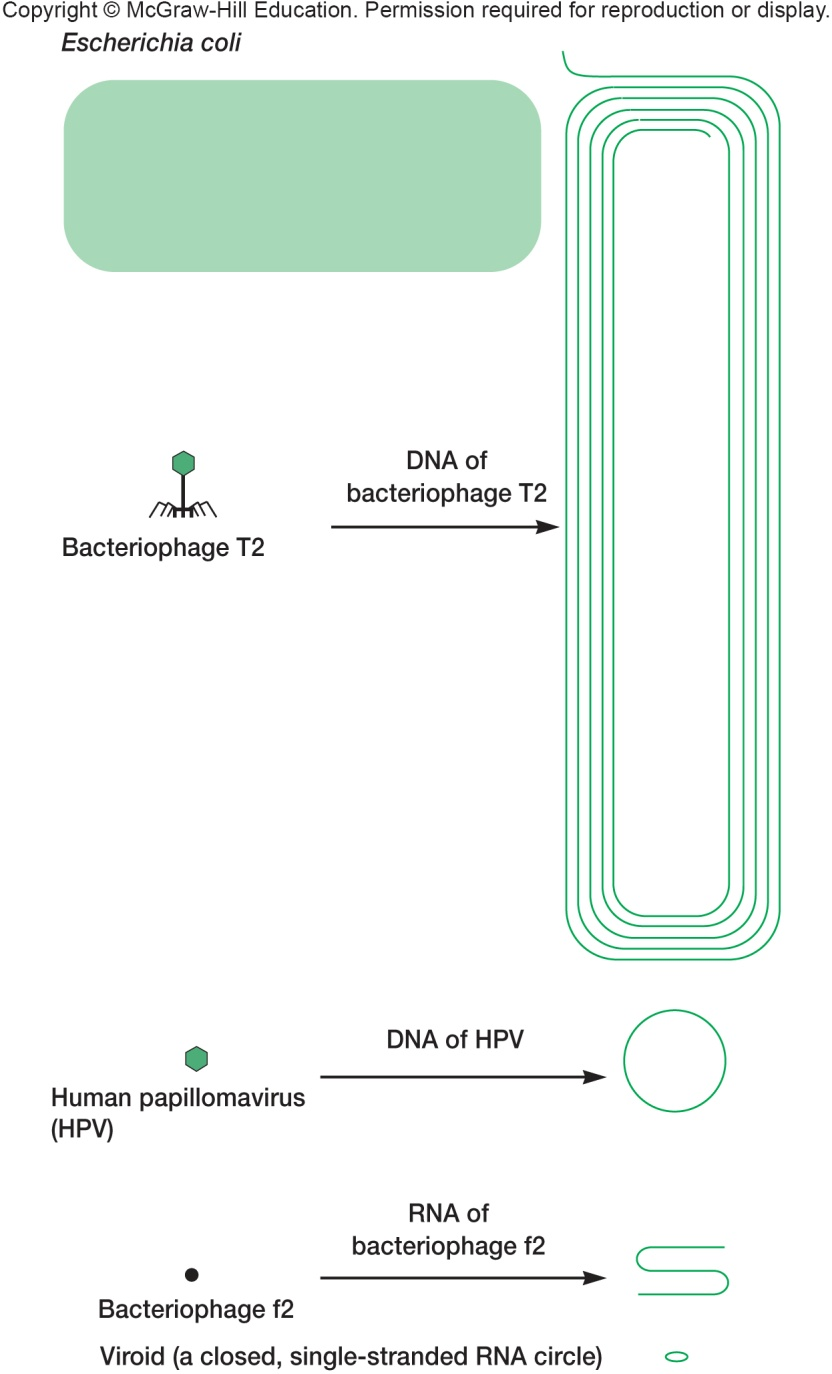 Copyright © McGraw-Hill Education. Permission required for reproduction or display.
Escherichia coli
DNA of
bacteriophage T2
Bacteriophage T2
DNA of HPV
Human papillomavirus
(HPV)
RNA of
bacteriophage f2
Bacteriophage f2
Viroid (a closed, single-stranded RNA circle)